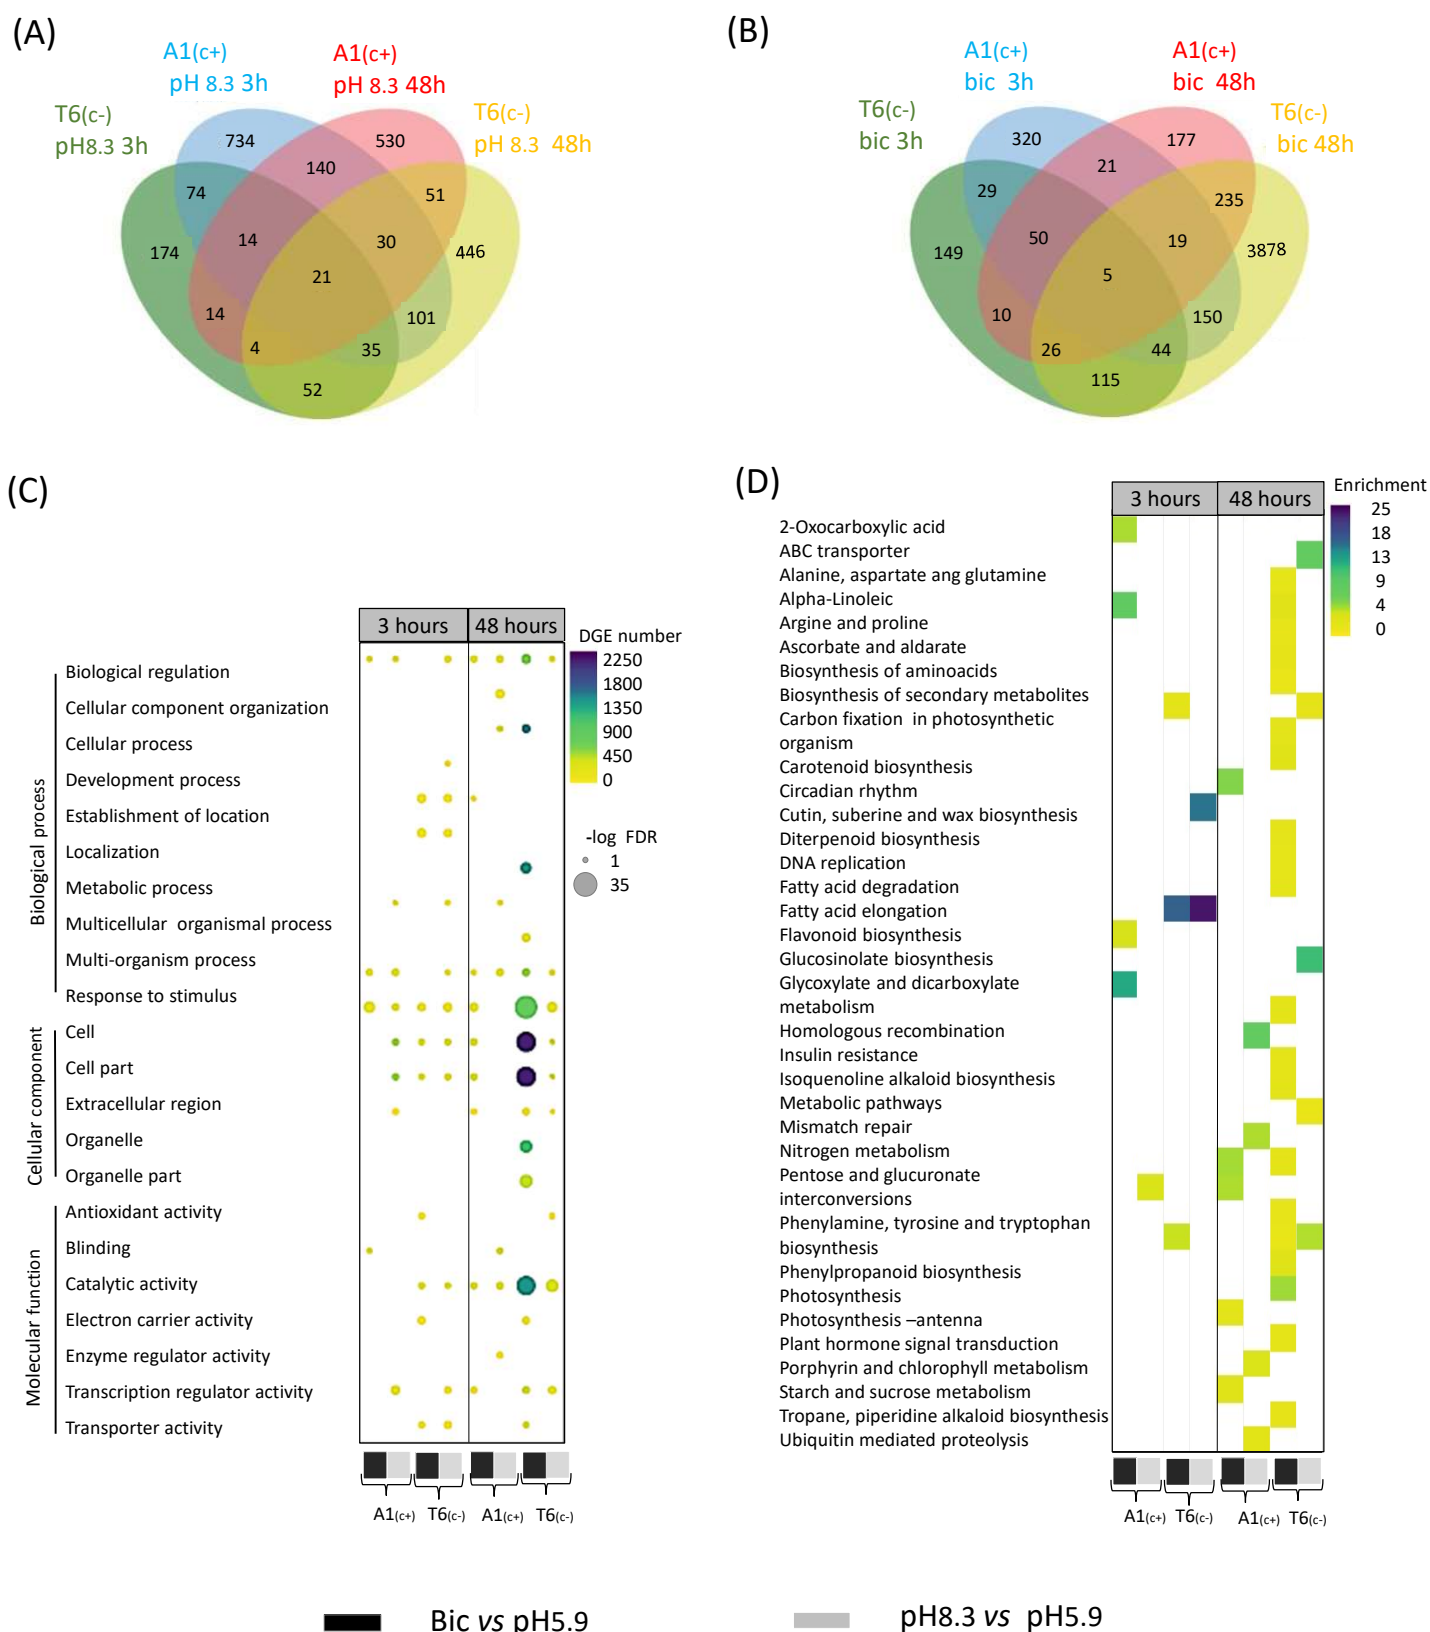 (A)
A1(c+)
pH 8.3 3h
A1(c+)
pH 8.3 48h
T6(c-)
pH8.3 3h
T6(c-)
pH 8.3 48h
734
530
140
74
51
174
14
30
446
21
14
101
4
35
52
(B)
A1(c+)
bic 3h
A1(c+)
bic 48h
T6(c-)
bic 3h
T6(c-)
bic 48h
320
177
21
29
235
149
50
19
3878
5
10
150
26
44
115
(C)
3 hours
48 hours
DGE number
2250
1800
1350
900
450
0
-log FDR
1
35
Biological process
Biological regulation
Cellular component organization
Cellular process
Development process
Establishment of location
Localization
Metabolic process
Multicellular organismal process
Multi-organism process
Response to stimulus
Cellular component
Cell
Cell part
Extracellular region
Organelle
Organelle part
Molecular function
Antioxidant activity
Blinding
Catalytic activity
Electron carrier activity
Enzyme regulator activity
Transcription regulator activity
Transporter activity
A1(c+)
T6(c-)
A1(c+)
T6(c-)
(D)
3 hours
48 hours
Enrichment
25
18
13
9
4
0
2-Oxocarboxylic acid
ABC transporter
Alanine, aspartate ang glutamine
Alpha-Linoleic
Argine and proline
Ascorbate and aldarate
Biosynthesis of aminoacids
Biosynthesis of secondary metabolites
Carbon fixation in photosynthetic
organism
Carotenoid biosynthesis
Circadian rhythm
Cutin, suberine and wax biosynthesis
Diterpenoid biosynthesis
DNA replication
Fatty acid degradation
Fatty acid elongation
Flavonoid biosynthesis
Glucosinolate biosynthesis
Glycoxylate and dicarboxylate
metabolism
Homologous recombination
Insulin resistance
Isoquenoline alkaloid biosynthesis
Metabolic pathways
Mismatch repair
Nitrogen metabolism
Pentose and glucuronate
interconversions
Phenylamine, tyrosine and tryptophan
biosynthesis
Phenylpropanoid biosynthesis
Photosynthesis
Photosynthesis –antenna
Plant hormone signal transduction
Porphyrin and chlorophyll metabolism
Starch and sucrose metabolism
Tropane, piperidine alkaloid biosynthesis
Ubiquitin mediated proteolysis
A1(c+)
T6(c-)
A1(c+)
T6(c-)
Bic vs pH5.9
pH8.3 vs pH5.9